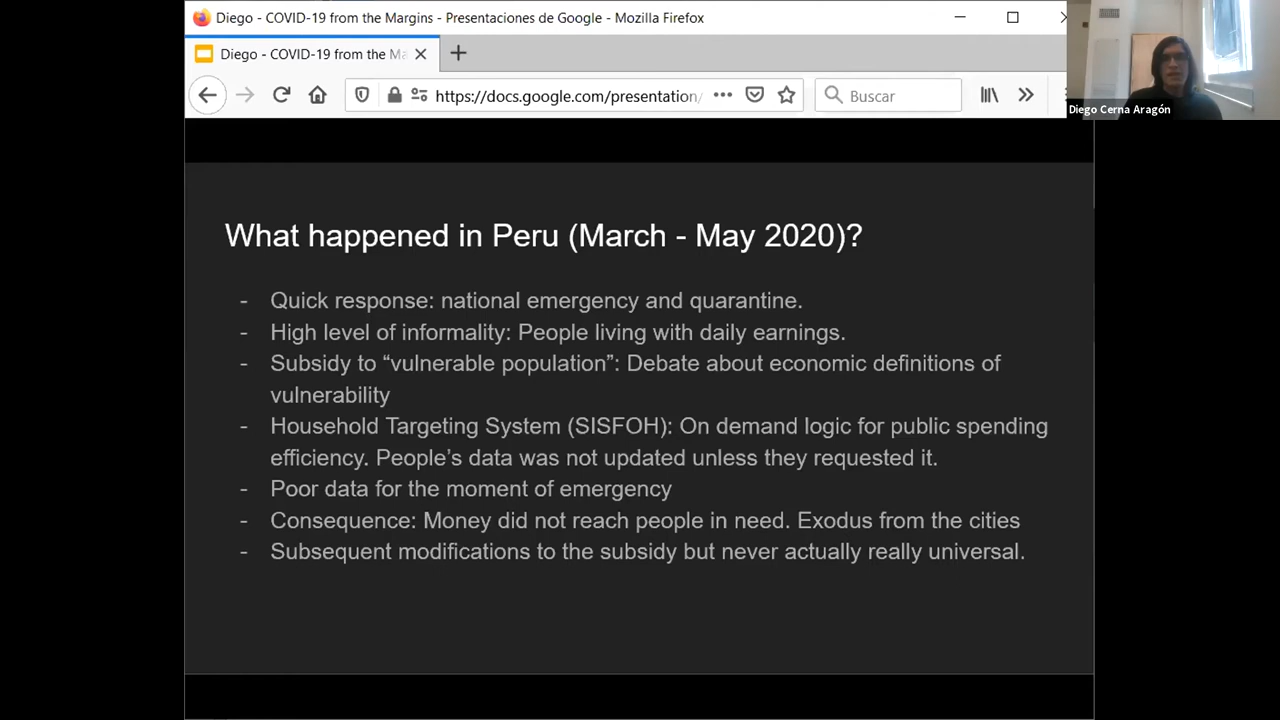 Diego - COVID-19 from the Margins - Presentaciones de Google - Mozilla Firefox
Diego - COVID-19 from the Ma
https://docs.google.com/presentation/
Buscar
Diego Cerna Aragón
What happened in Peru (March - May 2020)?
- Quick response: national emergency and quarantine.
- High level of informality: People living with daily earnings.
- Subsidy to “vulnerable population”: Debate about economic definitions of
vulnerability
- Household Targeting System (SISFOH): On demand logic for public spending
efficiency. People’s data was not updated unless they requested it.
- Poor data for the moment of emergency
- Consequence: Money did not reach people in need. Exodus from the cities
- Subsequent modifications to the subsidy but never actually really universal.